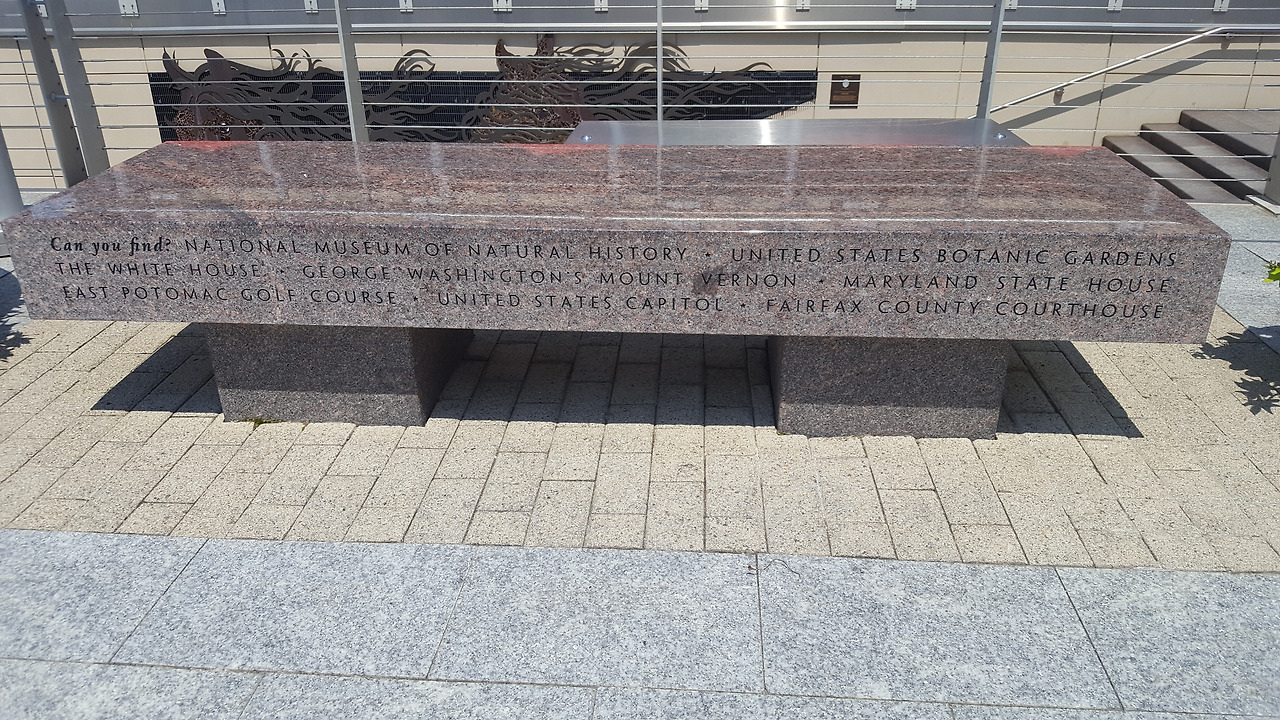 Can you find? NATIONAL MUSEUM OF NATURAL HISTORY • UNITED STATES BOTANIC GARDENS
THE WHITE HOUSE • GEORGE WASHINGTON'S MOUNT VERNON • MARYLAND STATE HOUSE
EAST POTOMAC GOLF COURSE • UNITED STATES CAPITOL • FAIRFAX COUNTY COURTHOUSE